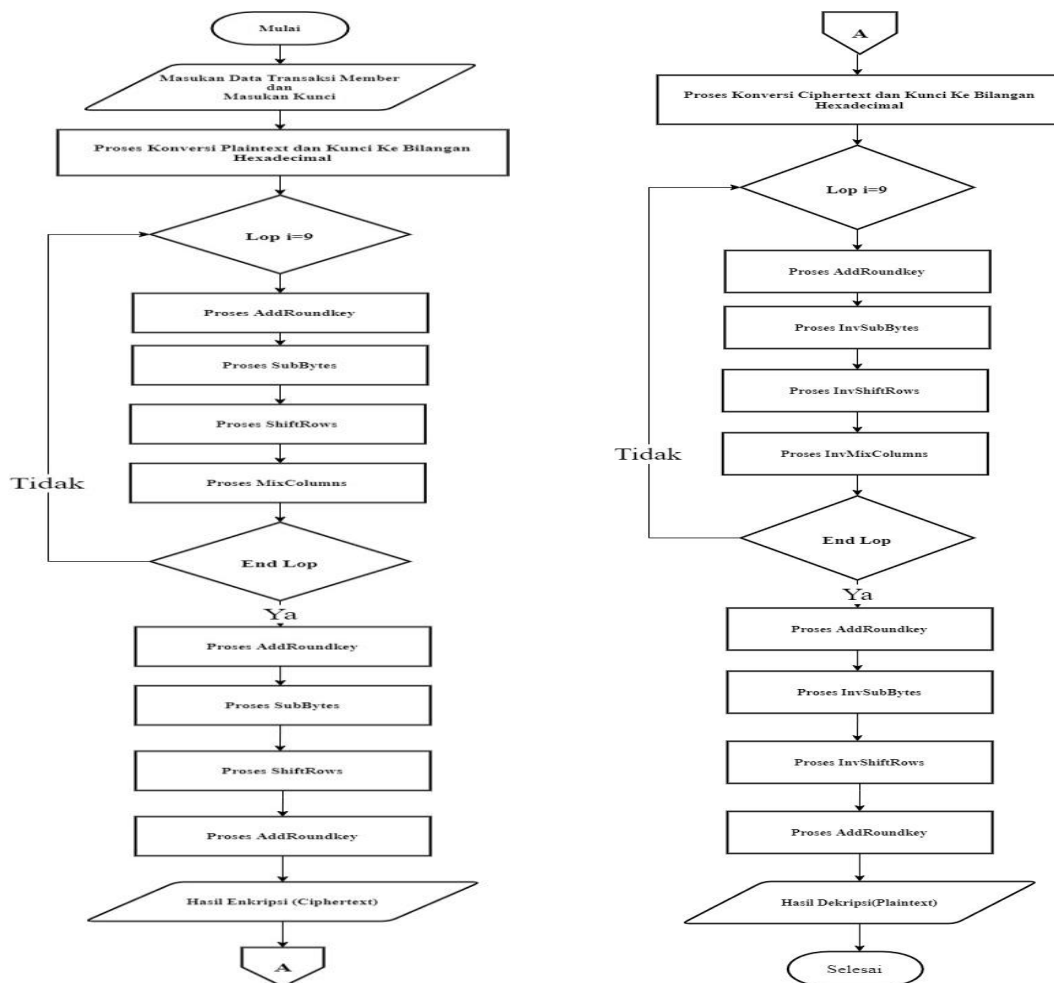 Mulai
Masukan Data Transaksi Member
dan
Masukan Kunci
Proses Konversi Plaintext dan Kunci Ke Bilangan
Hexadecimal
Lop i=9
Proses AddRoundkey
Proses SubBytes
Proses ShiftRows
Proses MixColumns
Tidak
End Lop
Ya
Proses AddRoundkey
Proses SubBytes
Proses ShiftRows
Proses AddRoundkey
Hasil Enkripsi (Ciphertext)
A
A
Proses Konversi Ciphertext dan Kunci Ke Bilangan
Hexadecimal
Lop i=9
Proses AddRoundkey
Proses InvSubBytes
Proses InvShiftRows
Proses InvMixColumns
Tidak
End Lop
Ya
Proses AddRoundkey
Proses InvSubBytes
Proses InvShiftRows
Proses AddRoundkey
Hasil Dekripsi(Plaintext)
Selesai